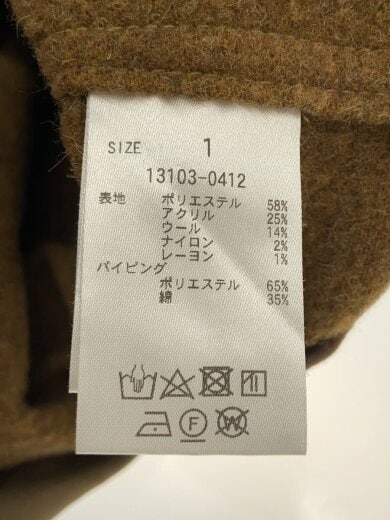 SIZE 1
13103-0412
表地 ポリエステル 58%
アクリル 25%
ウール 14%
ナイロン 2%
レーヨン 1%
パイピング
ポリエステル 65%
綿 35%
F W